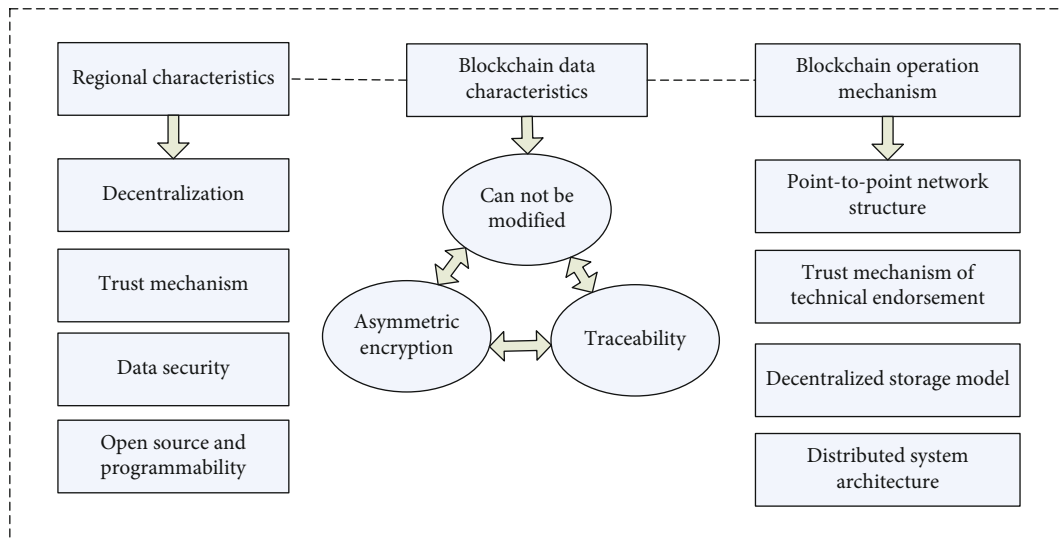 Regional characteristics
Blockchain data
characteristics
Blockchain operation
mechanism
Decentralization
Trust mechanism
Data security
Open source and
programmability
Can not be
modified
Asymmetric
encryption
Traceability
Point-to-point network
structure
Trust mechanism of
technical endorsement
Decentralized storage model
Distributed system
architecture